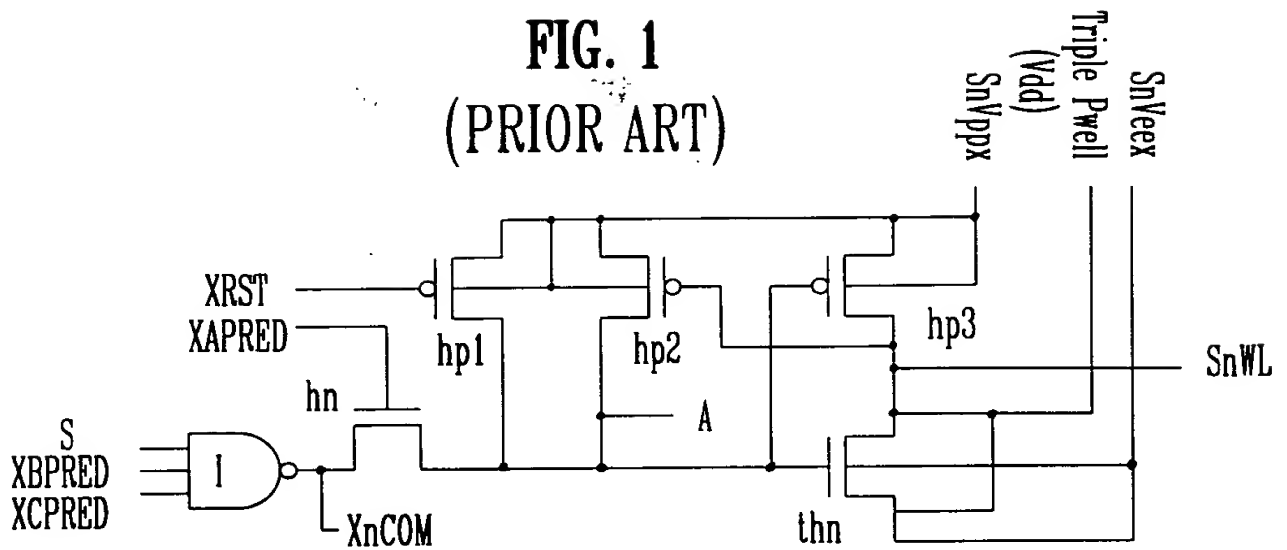 FIG. 1
(PRIOR ART)
SnVppx
Triple Pwell
(Vdd)
SnVeex
XRST
XAPRED
hp1
hp2
hp3
SnWL
hn
A
S
XBPRED
XCPRED
I
XnCOM
thn